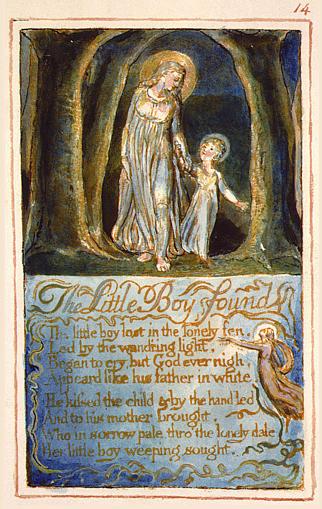 14
The Little Boy found
The little boy lost in the lonely fen,
Led by the wand'ring light,
Began to cry, but God ever nigh,
Appeard like his father in white.
He kissed the child & by the hand led
And to his mother brought,
Who in sorrow pale, thro' the lonely dale
Her little boy weeping sought.